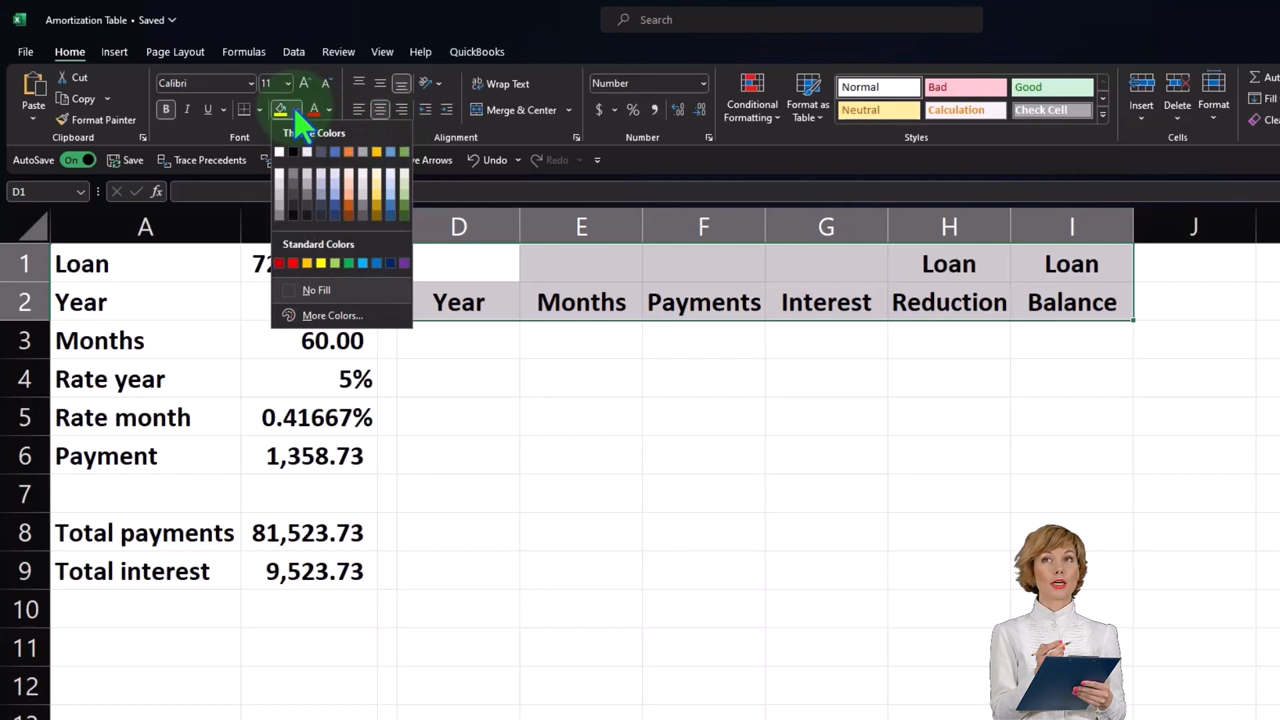 Amortization Table • Saved
Search
File Home Insert Page Layout Formulas Data Review View Help QuickBooks
Paste
Cut
Copy
Format Painter
Clipboard
Calibri 11
B I U
Font
Wrap Text
Merge & Center
Alignment
Number
$ % ,
Number
Conditional Formatting
Format as Table
Normal Bad Good
Neutral Calculation Check Cell
Styles
Insert Delete Format
Cells
Fill
AutoSave On Save Trace Precedents Arrows Undo Redo
Colors
Standard Colors
No Fill
More Colors...
D1 fx
A D E F G H I J
1 Loan Loan Loan
2 Year Year Months Payments Interest Reduction Balance
3 Months 60.00
4 Rate year 5%
5 Rate month 0.41667%
6 Payment 1,358.73
7
8 Total payments 81,523.73
9 Total interest 9,523.73
10
11
12